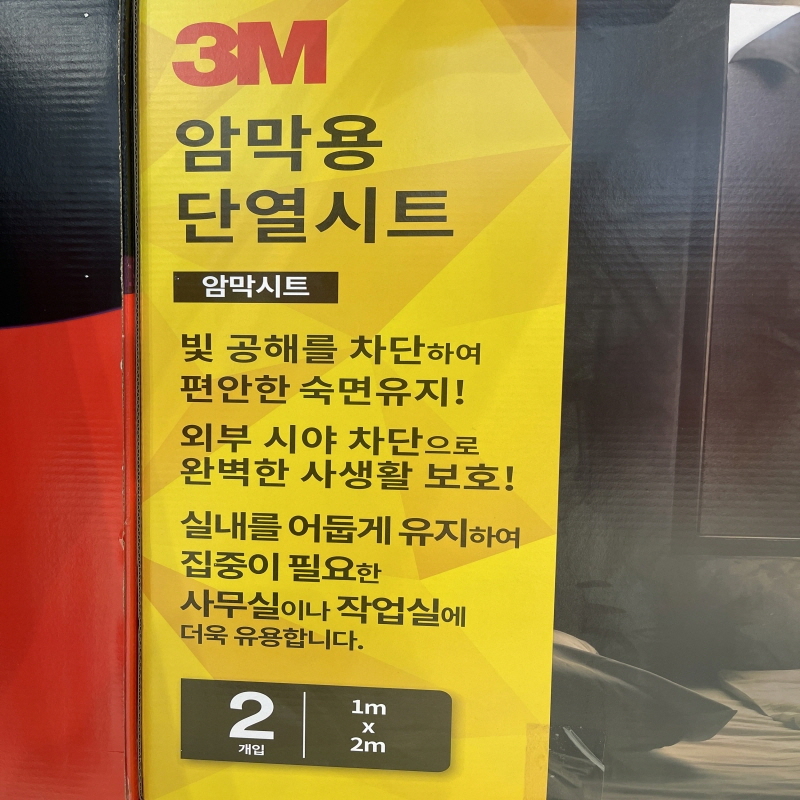 3M
암막용
단열시트
암막시트
빛 공해를 차단하여
편안한 숙면유지!
외부 시야 차단으로
완벽한 사생활 보호!
실내를 어둡게 유지하여
집중이 필요한
사무실이나 작업실에
더욱 유용합니다.
2
개입
1m
x
2m